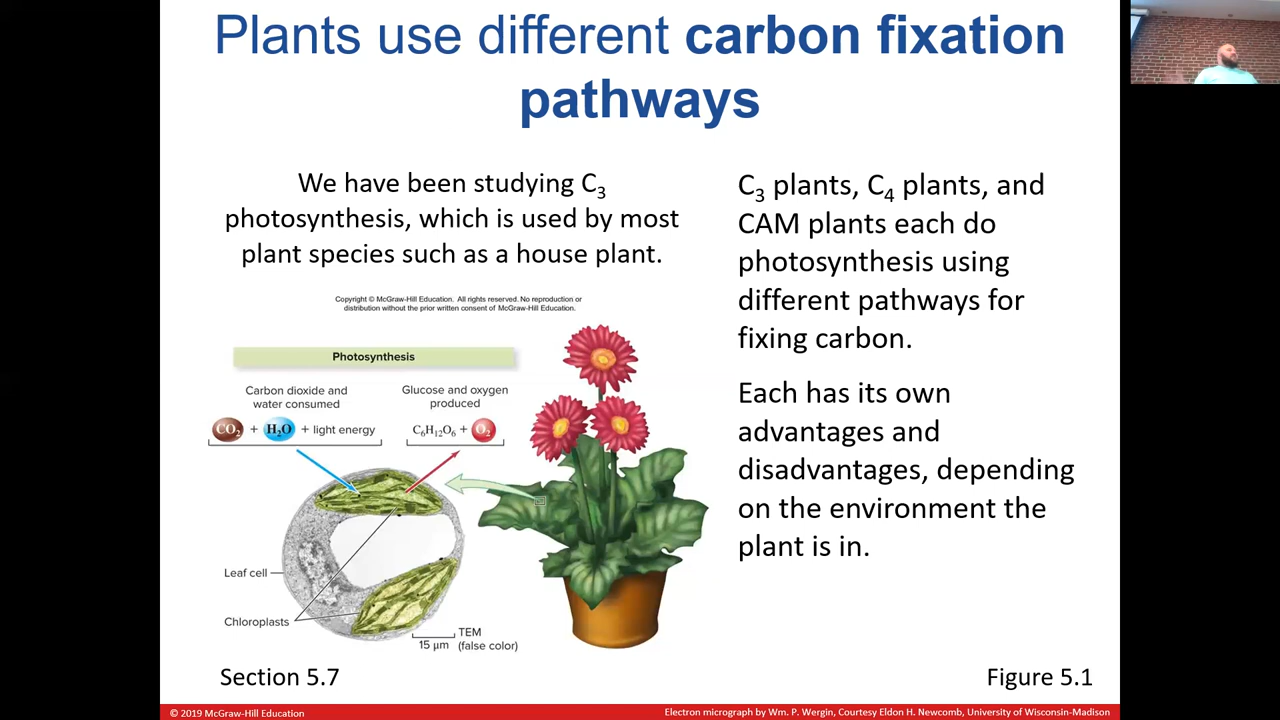 Plants use different carbon fixation
pathways
We have been studying C₃
photosynthesis, which is used by most
plant species such as a house plant.
Copyright © McGraw-Hill Education. All rights reserved. No reproduction or
distribution without the prior written consent of McGraw-Hill Education.
Photosynthesis
Carbon dioxide and
water consumed
CO₂ + H₂O + light energy
Glucose and oxygen
produced
C₆H₁₂O₆ + O₂
Leaf cell
Chloroplasts
15 µm
TEM
(false color)
C₃ plants, C₄ plants, and
CAM plants each do
photosynthesis using
different pathways for
fixing carbon.
Each has its own
advantages and
disadvantages, depending
on the environment the
plant is in.
Section 5.7
Figure 5.1
© 2019 McGraw-Hill Education
Electron micrograph by Wm. P. Wergin, Courtesy Eldon H. Newcomb, University of Wisconsin-Madison